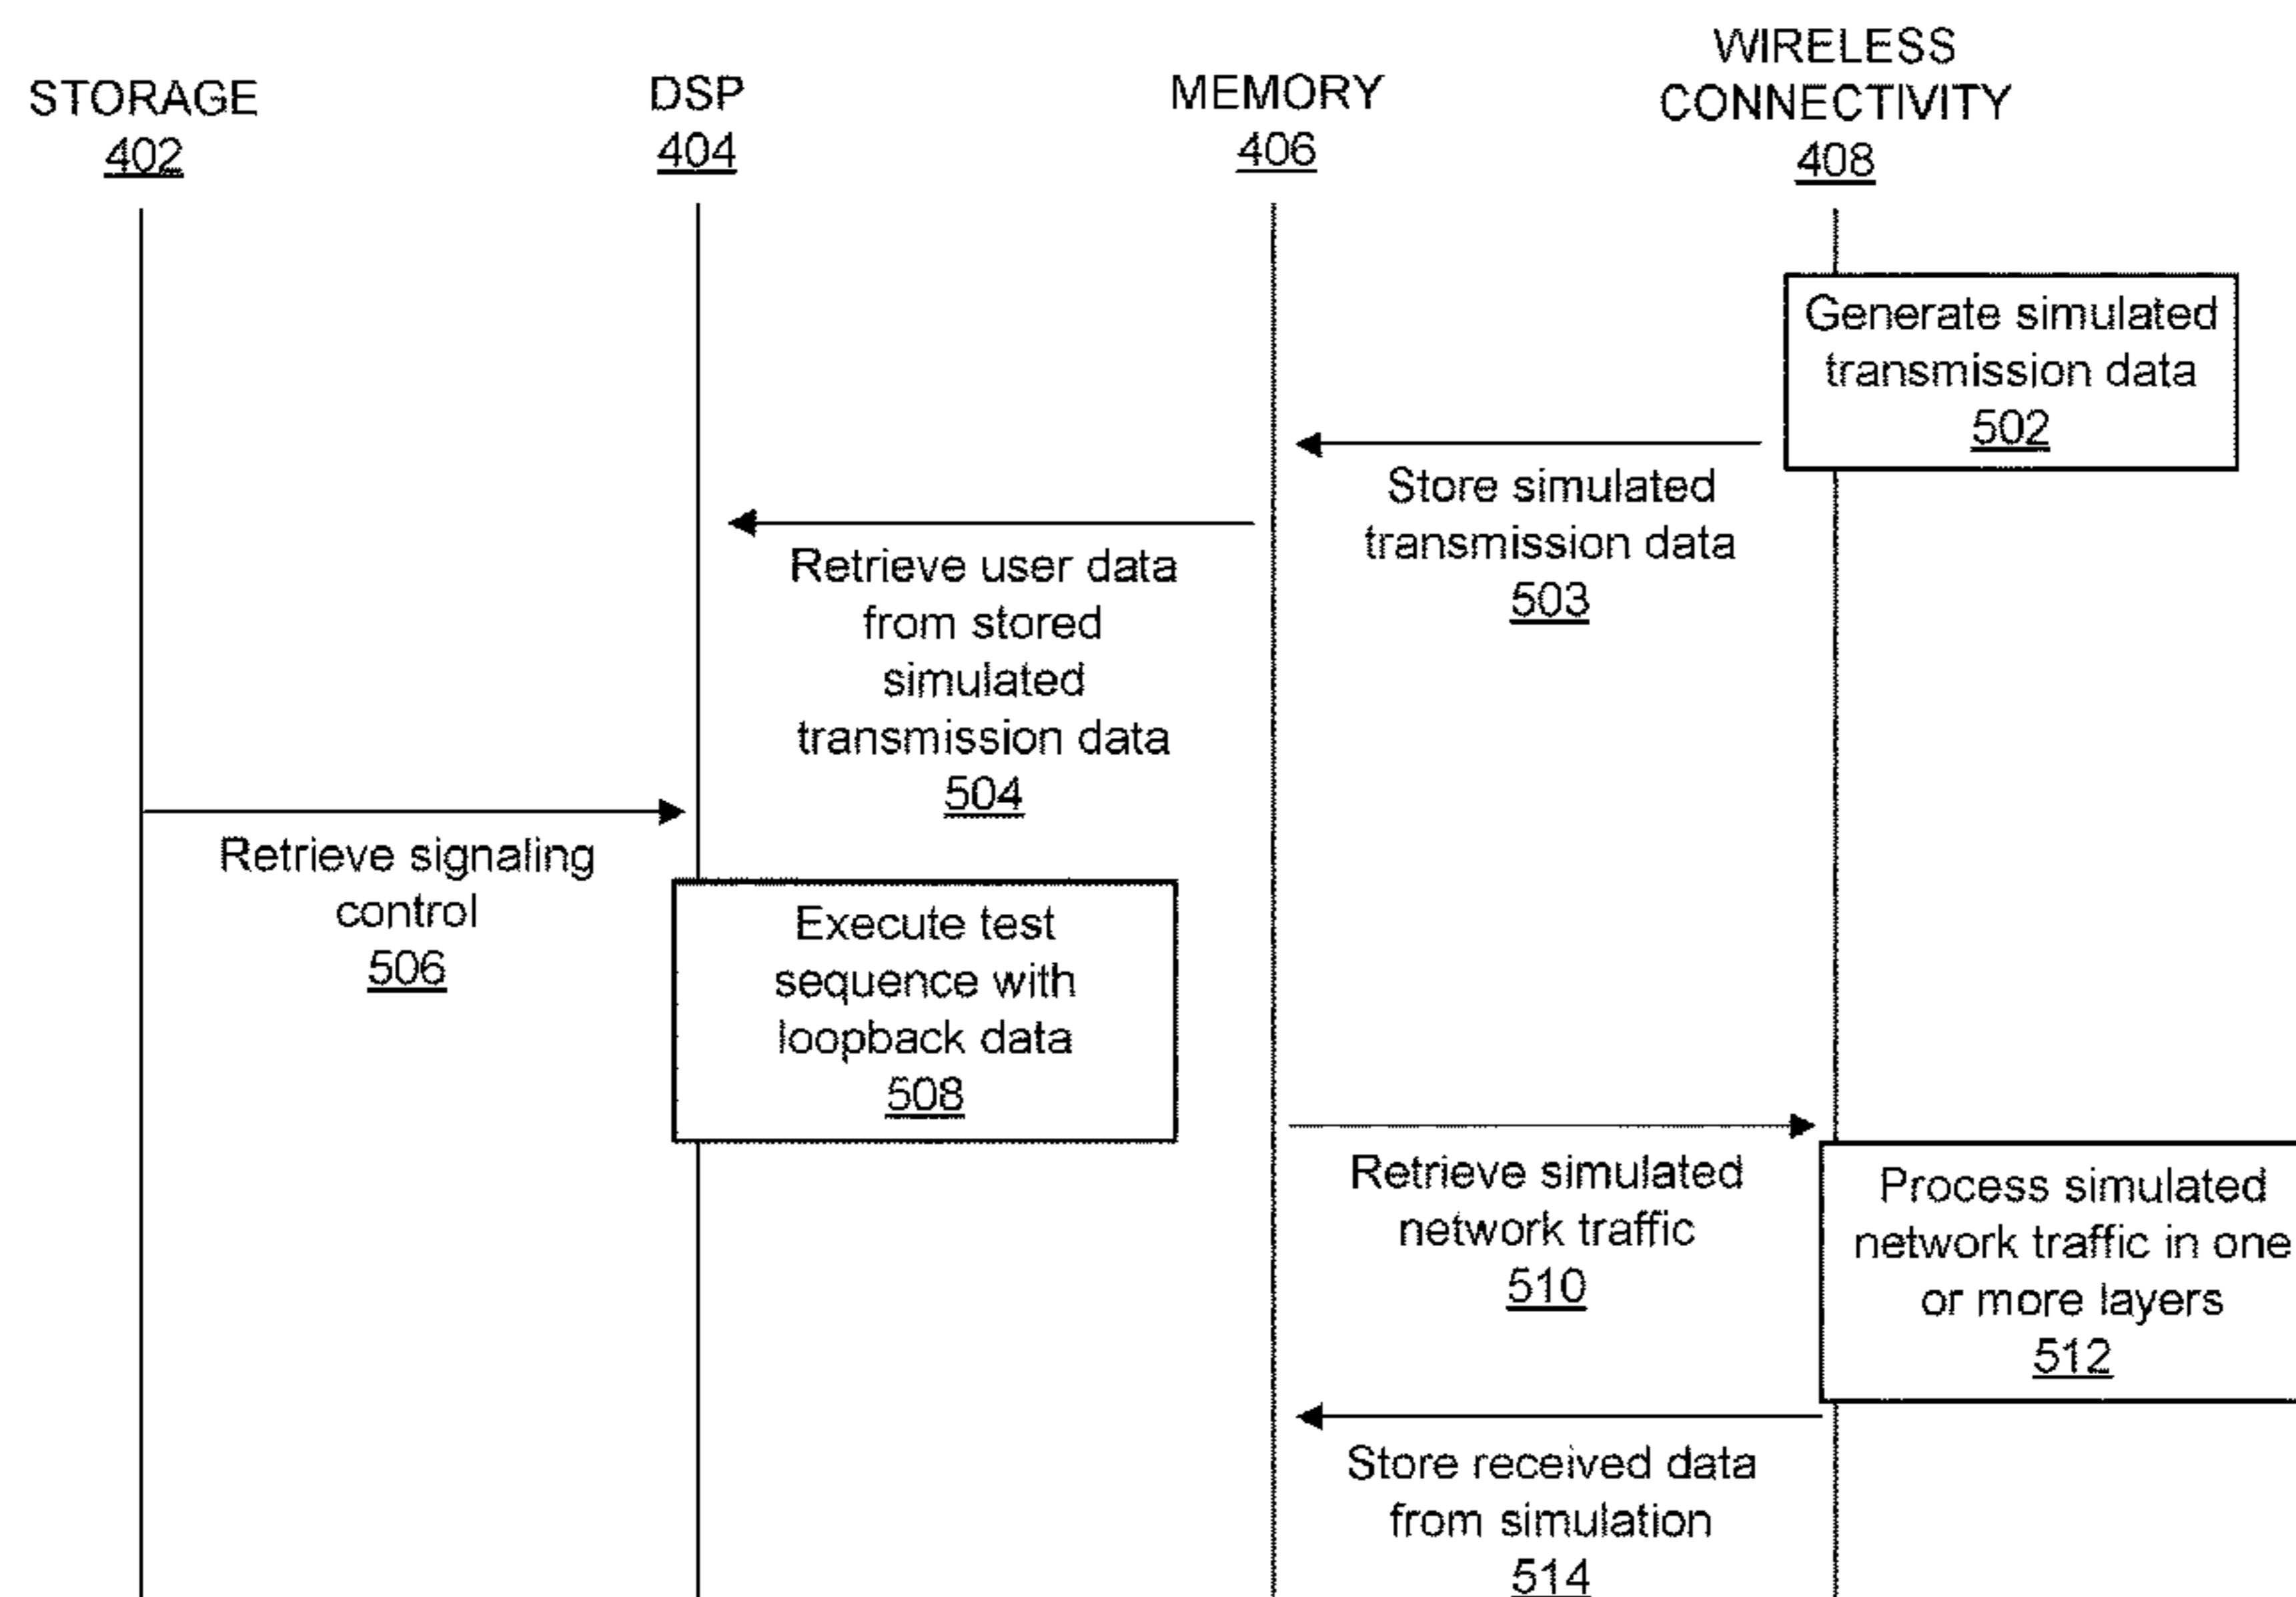 STORAGE
402
DSP
404
MEMORY
406
WIRELESS
CONNECTIVITY
408
Generate simulated
transmission data
502
Store simulated
transmission data
503
Retrieve user data
from stored
simulated
transmission data
504
Retrieve signaling
control
506
Execute test
sequence with
loopback data
508
Retrieve simulated
network traffic
510
Process simulated
network traffic in one
or more layers
512
Store received data
from simulation
514